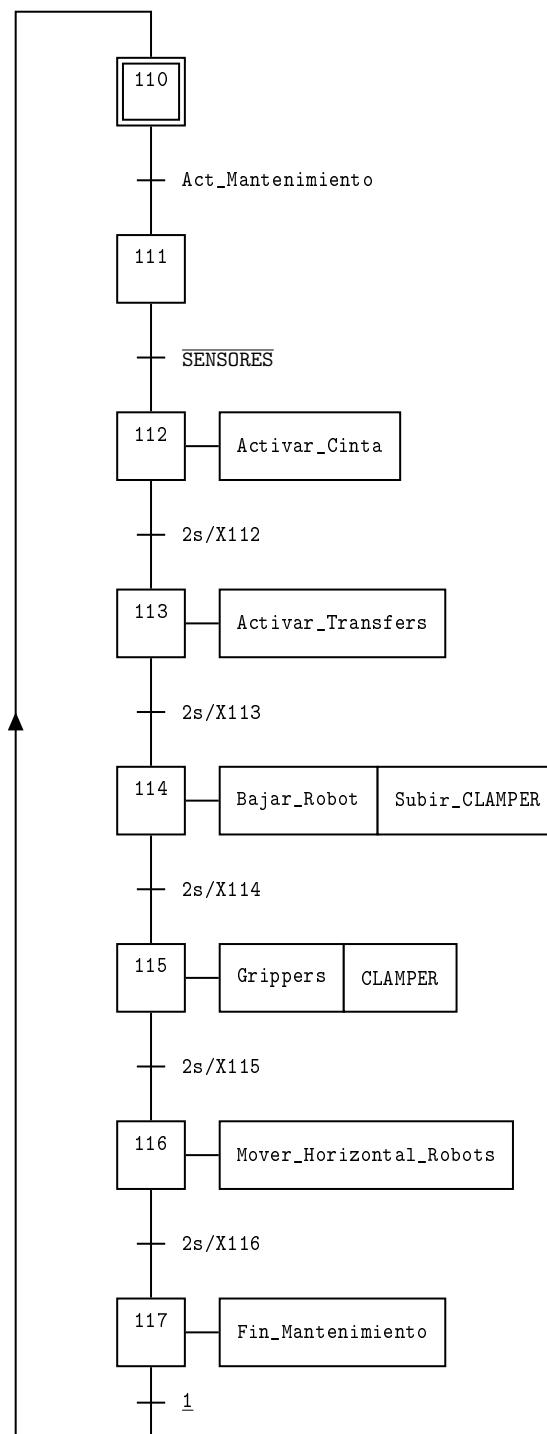 110
Act_Mantenimiento
111
SENSORES
112
Activar_Cinta
2s/X112
113
Activar_Transfers
2s/X113
114
Bajar_Robot
Subir_CLAMPER
2s/X114
115
Grippers
CLAMPER
2s/X115
116
Mover_Horizontal_Robots
2s/X116
117
Fin_Mantenimiento
1